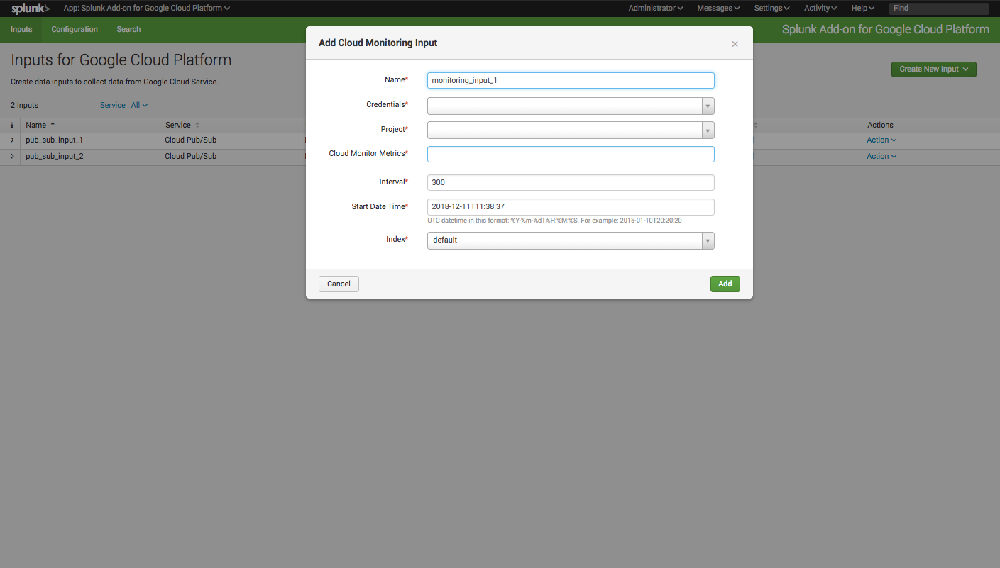 splunk> App: Splunk Add-on for Google Cloud Platform Administrator Messages Settings Activity Help Find
Inputs Configuration Search Splunk Add-on for Google Cloud Platform
Inputs for Google Cloud Platform
Create New Input
Create data inputs to collect data from Google Cloud Service.
2 Inputs Service : All
i Name Service Actions
pub_sub_input_1 Cloud Pub/Sub Action
pub_sub_input_2 Cloud Pub/Sub Action
Add Cloud Monitoring Input ×
Name* monitoring_input_1
Credentials*
Project*
Cloud Monitor Metrics*
Interval* 300
Start Date Time* 2018-12-11T11:38:37
UTC datetime in this format: %Y-%m-%dT%H:%M:%S. For example: 2015-01-10T20:20:20
Index* default
Cancel Add